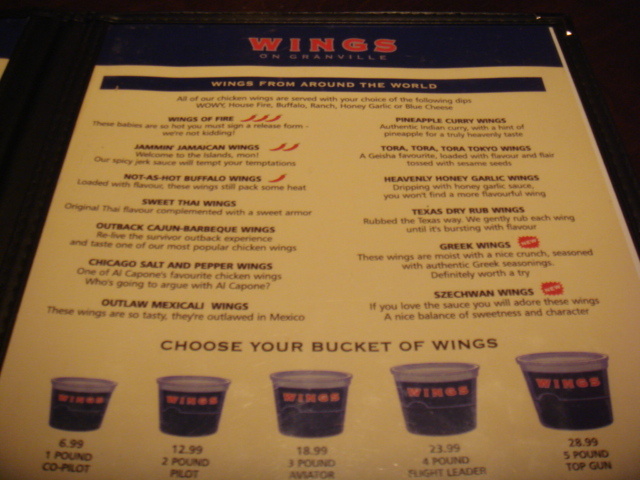 WINGS
ON GRANVILLE
WINGS FROM AROUND THE WORLD
All of our chicken wings are served with your choice of the following dips
WOWY, House Fire, Buffalo, Ranch, Honey Garlic or Blue Cheese
WINGS OF FIRE
These babies are so hot you must sign a release form -
we're not kidding!
JAMMIN' JAMAICAN WINGS
Welcome to the Islands, mon!
Our spicy jerk sauce will tempt your temptations
NOT-AS-HOT BUFFALO WINGS
Loaded with flavour, these wings still pack some heat
SWEET THAI WINGS
Original Thai flavour complemented with a sweet armor
OUTBACK CAJUN-BARBEQUE WINGS
Re-live the survivor outback experience
and taste one of our most popular chicken wings
CHICAGO SALT AND PEPPER WINGS
One of Al Capone's favourite chicken wings
Who's going to argue with Al Capone?
OUTLAW MEXICALI WINGS
These wings are so tasty, they're outlawed in Mexico
PINEAPPLE CURRY WINGS
Authentic Indian curry, with a hint of
pineapple for a truly heavenly taste
TORA, TORA, TORA TOKYO WINGS
A Geisha favourite, loaded with flavour and flair
tossed with sesame seeds
HEAVENLY HONEY GARLIC WINGS
Dripping with honey garlic sauce,
you won't find a more flavourful wing
TEXAS DRY RUB WINGS
Rubbed the Texas way. We gently rub each wing
until it's bursting with flavour
GREEK WINGS NEW
These wings are moist with a nice crunch, seasoned
with authentic Greek seasonings.
Definitely worth a try
SZECHWAN WINGS NEW
If you love the sauce you will adore these wings
A nice balance of sweetness and character
CHOOSE YOUR BUCKET OF WINGS
WINGS
WINGS
WINGS
WINGS
WINGS
6.99
1 POUND
CO-PILOT
12.99
2 POUND
PILOT
18.99
3 POUND
AVIATOR
23.99
4 POUND
FLIGHT LEADER
28.99
5 POUND
TOP GUN